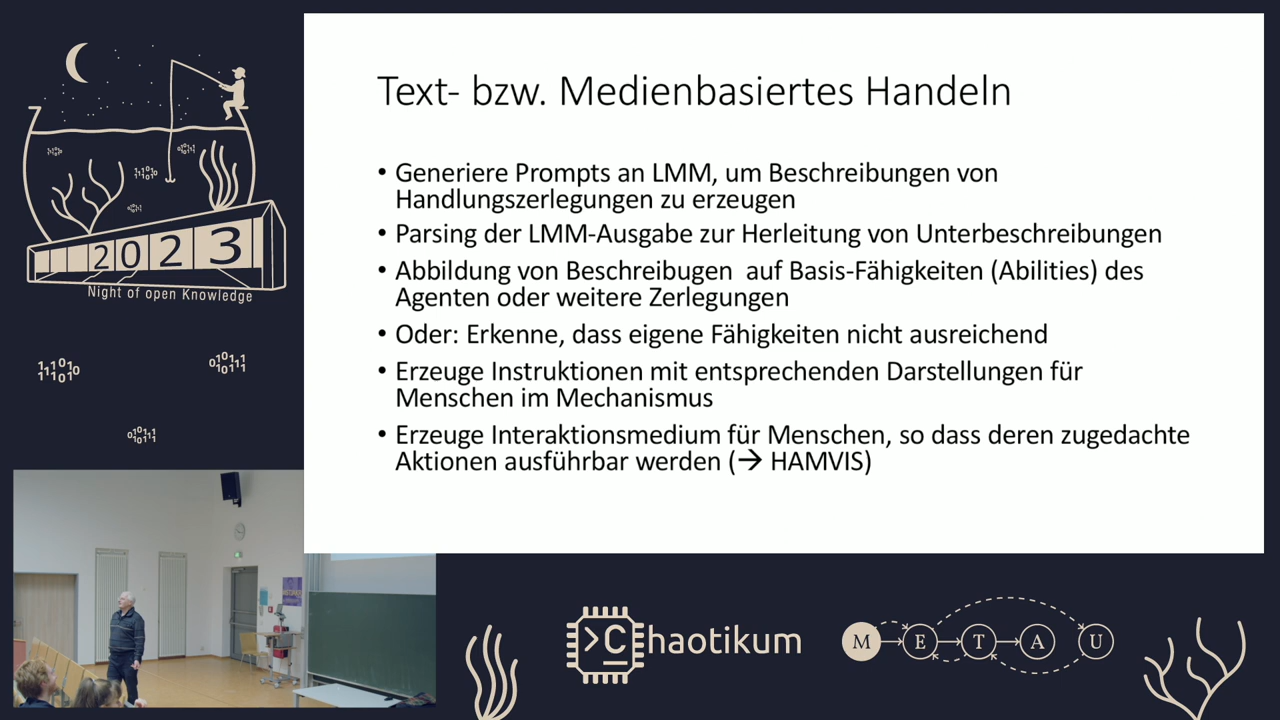 Text- bzw. Medienbasiertes Handeln
• Generiere Prompts an LMM, um Beschreibungen von
Handlungszerlegungen zu erzeugen
• Parsing der LMM-Ausgabe zur Herleitung von Unterbeschreibungen
• Abbildung von Beschreibugen auf Basis-Fähigkeiten (Abilities) des
Agenten oder weitere Zerlegungen
• Oder: Erkenne, dass eigene Fähigkeiten nicht ausreichend
• Erzeuge Instruktionen mit entsprechenden Darstellungen für
Menschen im Mechanismus
• Erzeuge Interaktionsmedium für Menschen, so dass deren zugedachte
Aktionen ausführbar werden (→ HAMVIS)
2023
Night of open Knowledge
>C haotikum
M E T A U